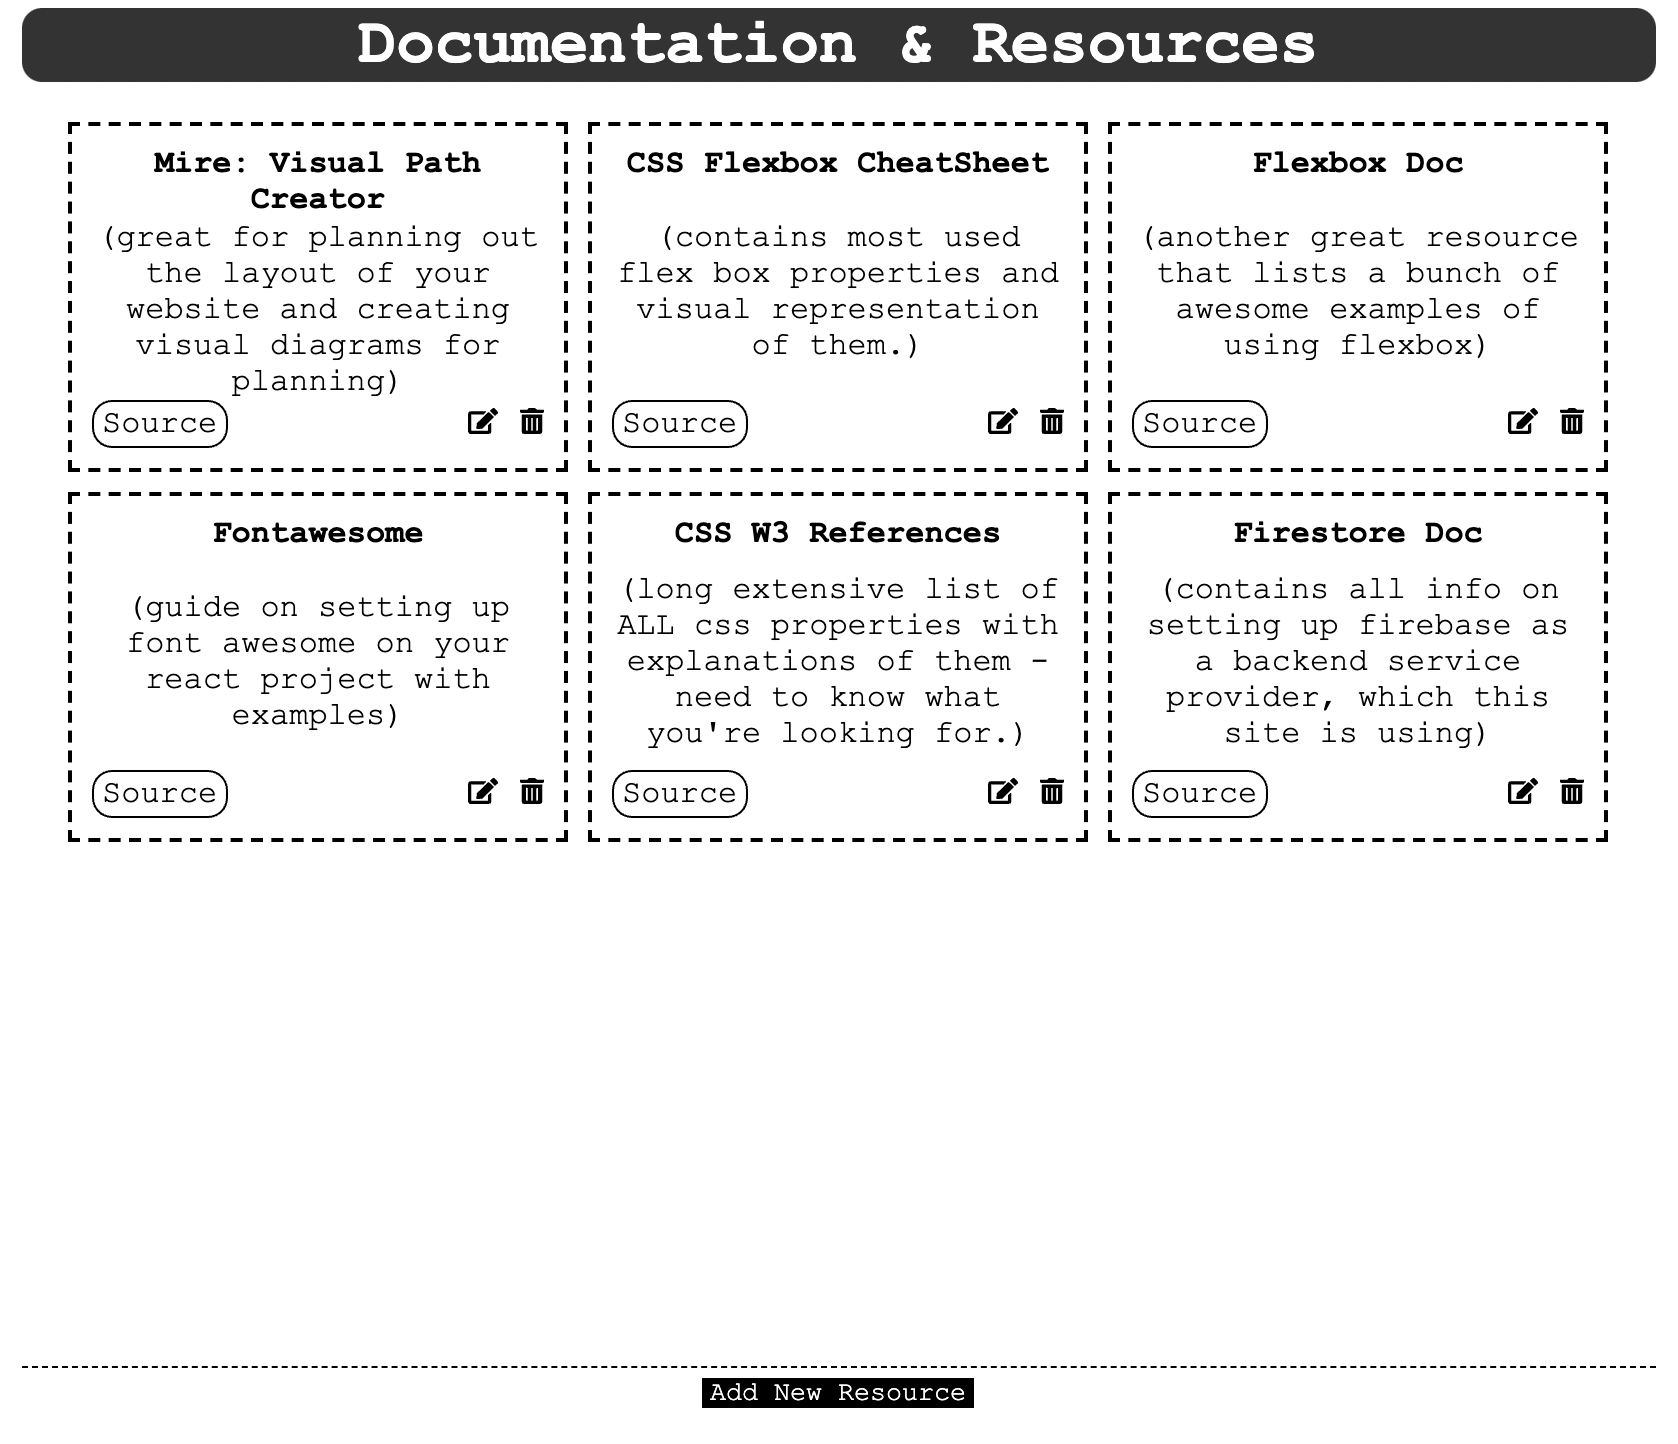 Documentation & Resources
Mire: Visual Path
Creator
(great for planning out
the layout of your
website and creating
visual diagrams for
planning)
Source
CSS Flexbox CheatSheet
(contains most used
flex box properties and
visual representation
of them.)
Source
Flexbox Doc
(another great resource
that lists a bunch of
awesome examples of
using flexbox)
Source
Fontawesome
(guide on setting up
font awesome on your
react project with
examples)
Source
CSS W3 References
(long extensive list of
ALL css properties with
explanations of them -
need to know what
you're looking for.)
Source
Firestore Doc
(contains all info on
setting up firebase as
a backend service
provider, which this
site is using)
Source
Add New Resource